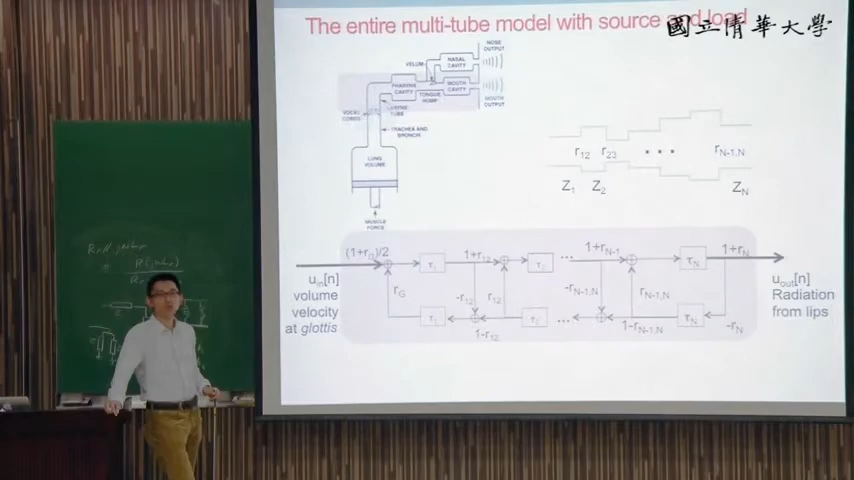 The entire multi-tube model with source and load
國立清華大學
NOSE
OUTPUT
VELUM
NASAL
CAVITY
PHARYNX
CAVITY
MOUTH
CAVITY
TONGUE
HUMP
MOUTH
OUTPUT
VOCAL
CORDS
TUBE
TRACHEA AND
BRONCHI
LUNG
VOLUME
MUSCLE
FORCE
r12 r23 ... rN-1,N
Z1 Z2 ZN
(1+rG)/2 1+r12 ... 1+rN-1 1+rN
τ1 τN
uin[n]
volume
velocity
at glottis
rG -r12 r12 -rN-1,N rN-1,N -rN
uout[n]
Radiation
from lips
... τN
1-r12 1-rN-1,N